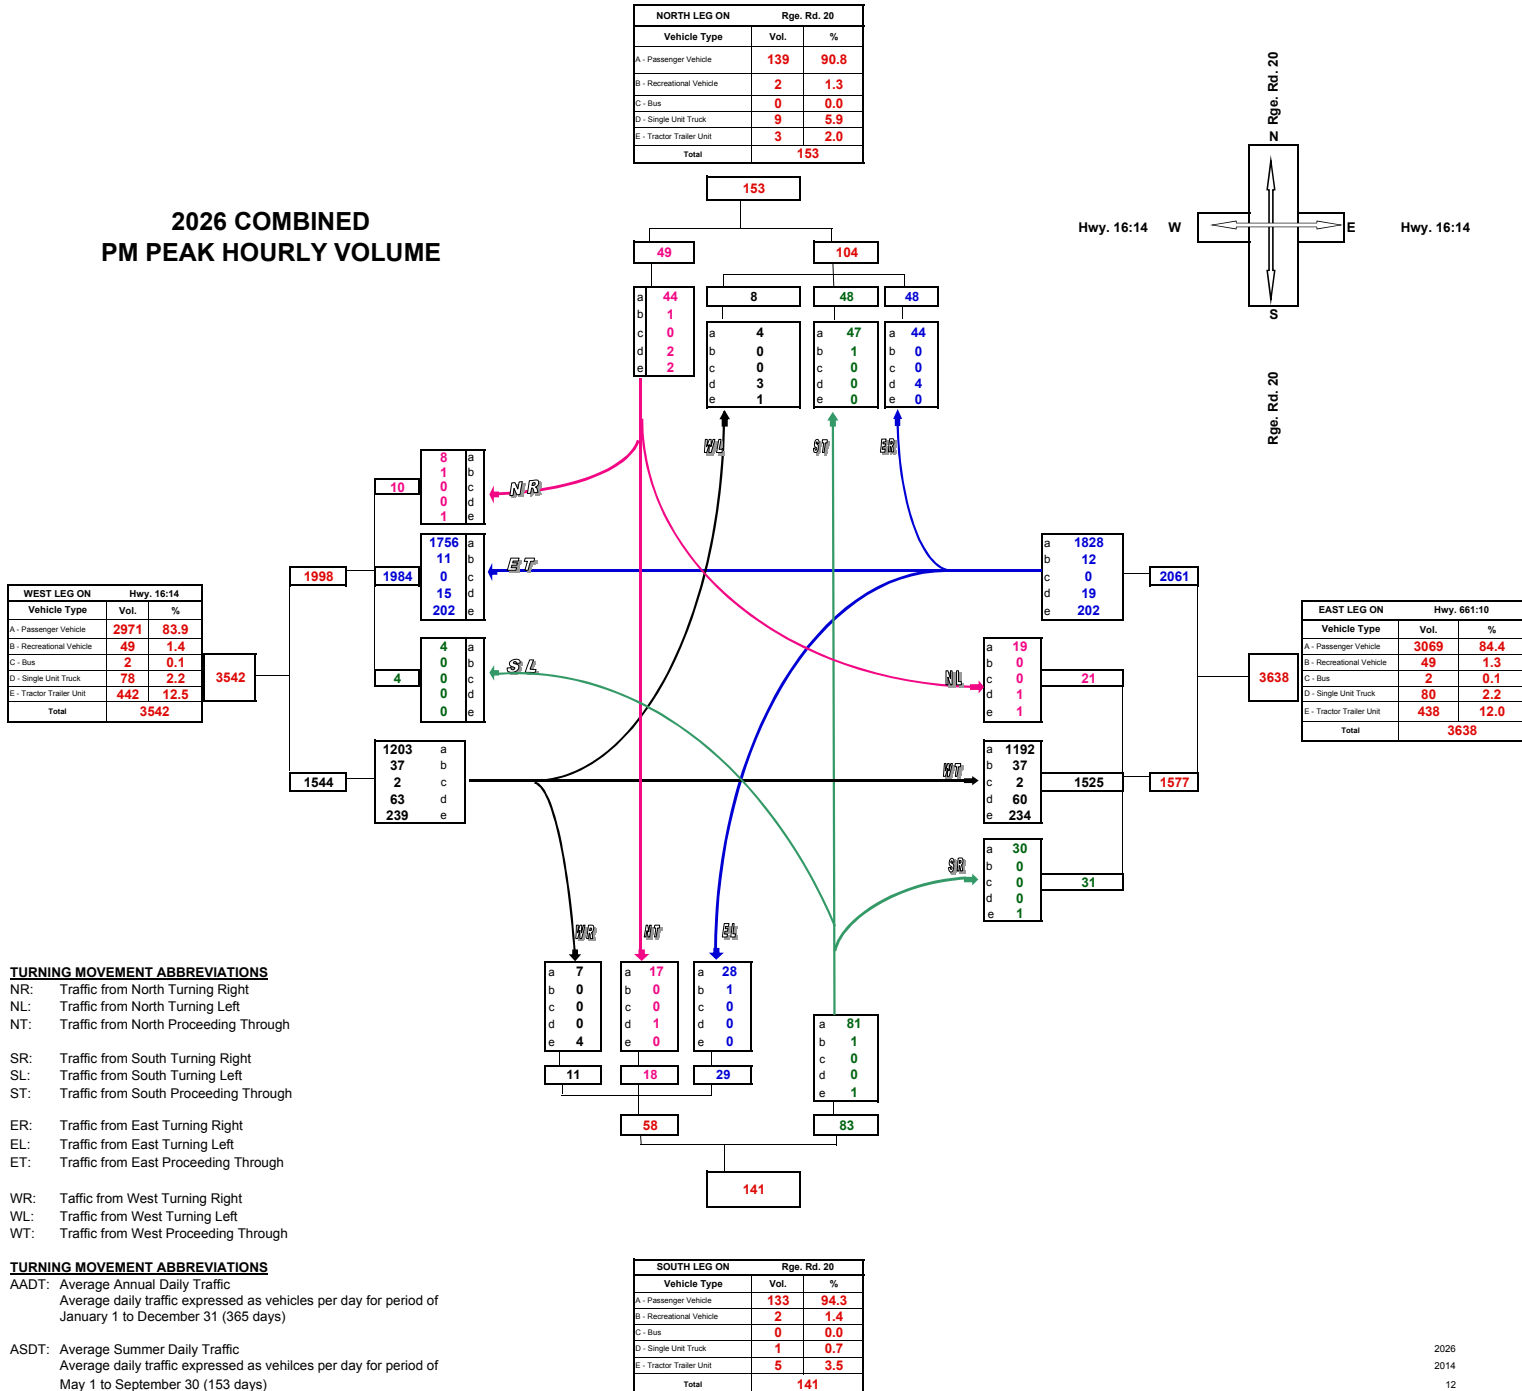 NORTH LEG ON Rge. Rd. 20
Vehicle Type Vol. %
A - Passenger Vehicle 139 90.8
B - Recreational Vehicle 2 1.3
C - Bus 0 0.0
D - Single Unit Truck 9 5.9
E - Tractor Trailer Unit 3 2.0
Total 153
153
2026 COMBINED
PM PEAK HOURLY VOLUME
Rge. Rd. 20
N
Hwy. 16:14 W E Hwy. 16:14
S
Rge. Rd. 20
49 104
8 48 48
a 44
b 1
c 0
d 2
e 2
a 4
b 0
c 0
d 3
e 1
a 47
b 1
c 0
d 0
e 0
a 44
b 0
c 0
d 4
e 0
WL ST ER
8 a
1 b
0 c
0 d
1 e
10
NR
1756 a
11 b
0 c
15 d
202 e
1998 1984
ET
4 a
0 b
0 c
0 d
0 e
4
SL
a 1828
b 12
c 0
d 19
e 202
2061
WEST LEG ON Hwy. 16:14
Vehicle Type Vol. %
A - Passenger Vehicle 2971 83.9
B - Recreational Vehicle 49 1.4
C - Bus 2 0.1
D - Single Unit Truck 78 2.2
E - Tractor Trailer Unit 442 12.5
Total 3542
3542
EAST LEG ON Hwy. 661:10
Vehicle Type Vol. %
A - Passenger Vehicle 3069 84.4
B - Recreational Vehicle 49 1.3
C - Bus 2 0.1
D - Single Unit Truck 80 2.2
E - Tractor Trailer Unit 438 12.0
Total 3638
3638
NL
a 19
b 0
c 0
d 1
e 1
21
1544
1203 a
37 b
2 c
63 d
239 e
WT
a 1192
b 37
c 2
d 60
e 234
1525 1577
SR
a 30
b 0
c 0
d 0
e 1
31
WR NT EL
a 7
b 0
c 0
d 0
e 4
11
a 17
b 0
c 0
d 1
e 0
18
a 28
b 1
c 0
d 0
e 0
29
a 81
b 1
c 0
d 0
e 1
58 83
141
TURNING MOVEMENT ABBREVIATIONS
NR: Traffic from North Turning Right
NL: Traffic from North Turning Left
NT: Traffic from North Proceeding Through
SR: Traffic from South Turning Right
SL: Traffic from South Turning Left
ST: Traffic from South Proceeding Through
ER: Traffic from East Turning Right
EL: Traffic from East Turning Left
ET: Traffic from East Proceeding Through
WR: Taffic from West Turning Right
WL: Traffic from West Turning Left
WT: Traffic from West Proceeding Through
TURNING MOVEMENT ABBREVIATIONS
AADT: Average Annual Daily Traffic
Average daily traffic expressed as vehicles per day for period of
January 1 to December 31 (365 days)
ASDT: Average Summer Daily Traffic
Average daily traffic expressed as vehilces per day for period of
May 1 to September 30 (153 days)
SOUTH LEG ON Rge. Rd. 20
Vehicle Type Vol. %
A - Passenger Vehicle 133 94.3
B - Recreational Vehicle 2 1.4
C - Bus 0 0.0
D - Single Unit Truck 1 0.7
E - Tractor Trailer Unit 5 3.5
Total 141
2026
2014
12